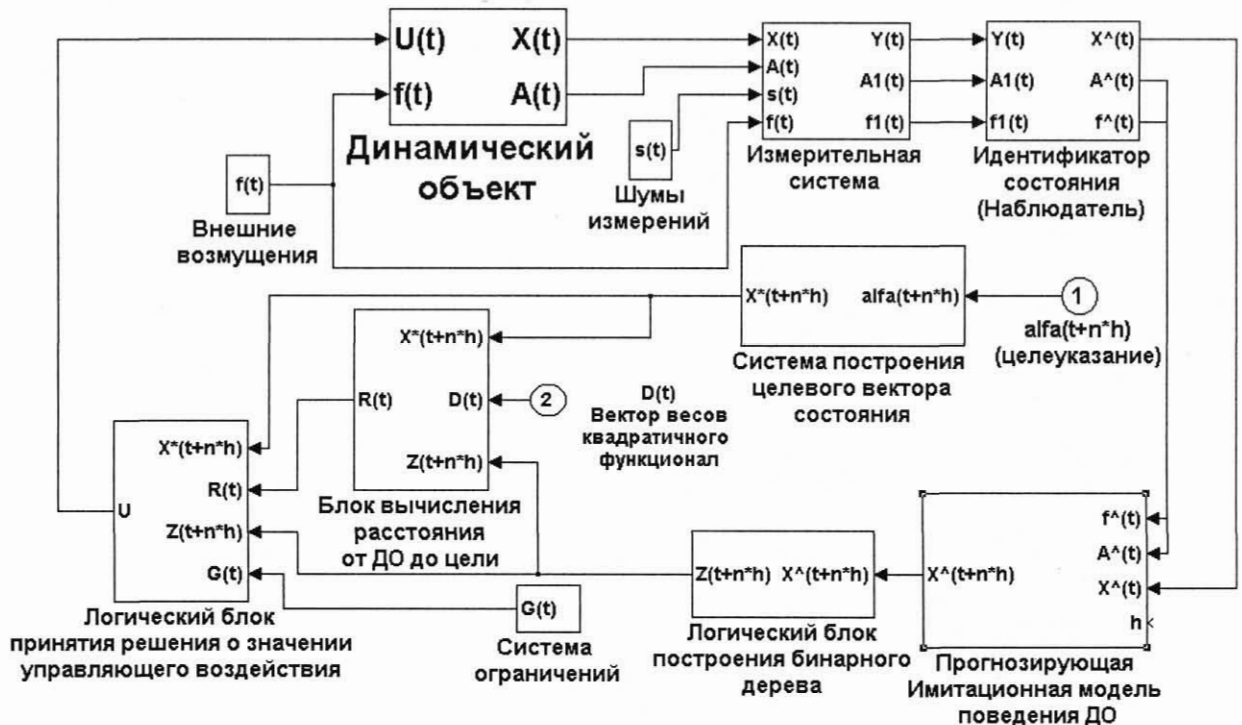 U(t) X(t)
f(t) A(t)
Динамический
объект
X(t) Y(t)
A(t) A1(t)
s(t)
f(t) f1(t)
Измерительная
система
Y(t) X^(t)
A1(t) A^(t)
f1(t) f^(t)
Идентификатор
состояния
(Наблюдатель)
f(t)
Внешние
возмущения
s(t)
Шумы
измерений
X*(t+n*h) alfa(t+n*h)
Система построения
целевого вектора
состояния
1
alfa(t+n*h)
(целеуказание)
X*(t+n*h)
R(t) D(t)
Z(t+n*h)
Блок вычисления
расстояния
от ДО до цели
2
D(t)
Вектор весов
квадратичного
функционал
X*(t+n*h)
R(t)
U
Z(t+n*h)
G(t)
Логический блок
принятия решения о значении
управляющего воздействия
G(t)
Система
ограничений
Z(t+n*h) X^(t+n*h)
Логический блок
построения бинарного
дерева
f^(t)
A^(t)
X^(t+n*h)
X^(t)
h
Прогнозирующая
Имитационная модель
поведения ДО